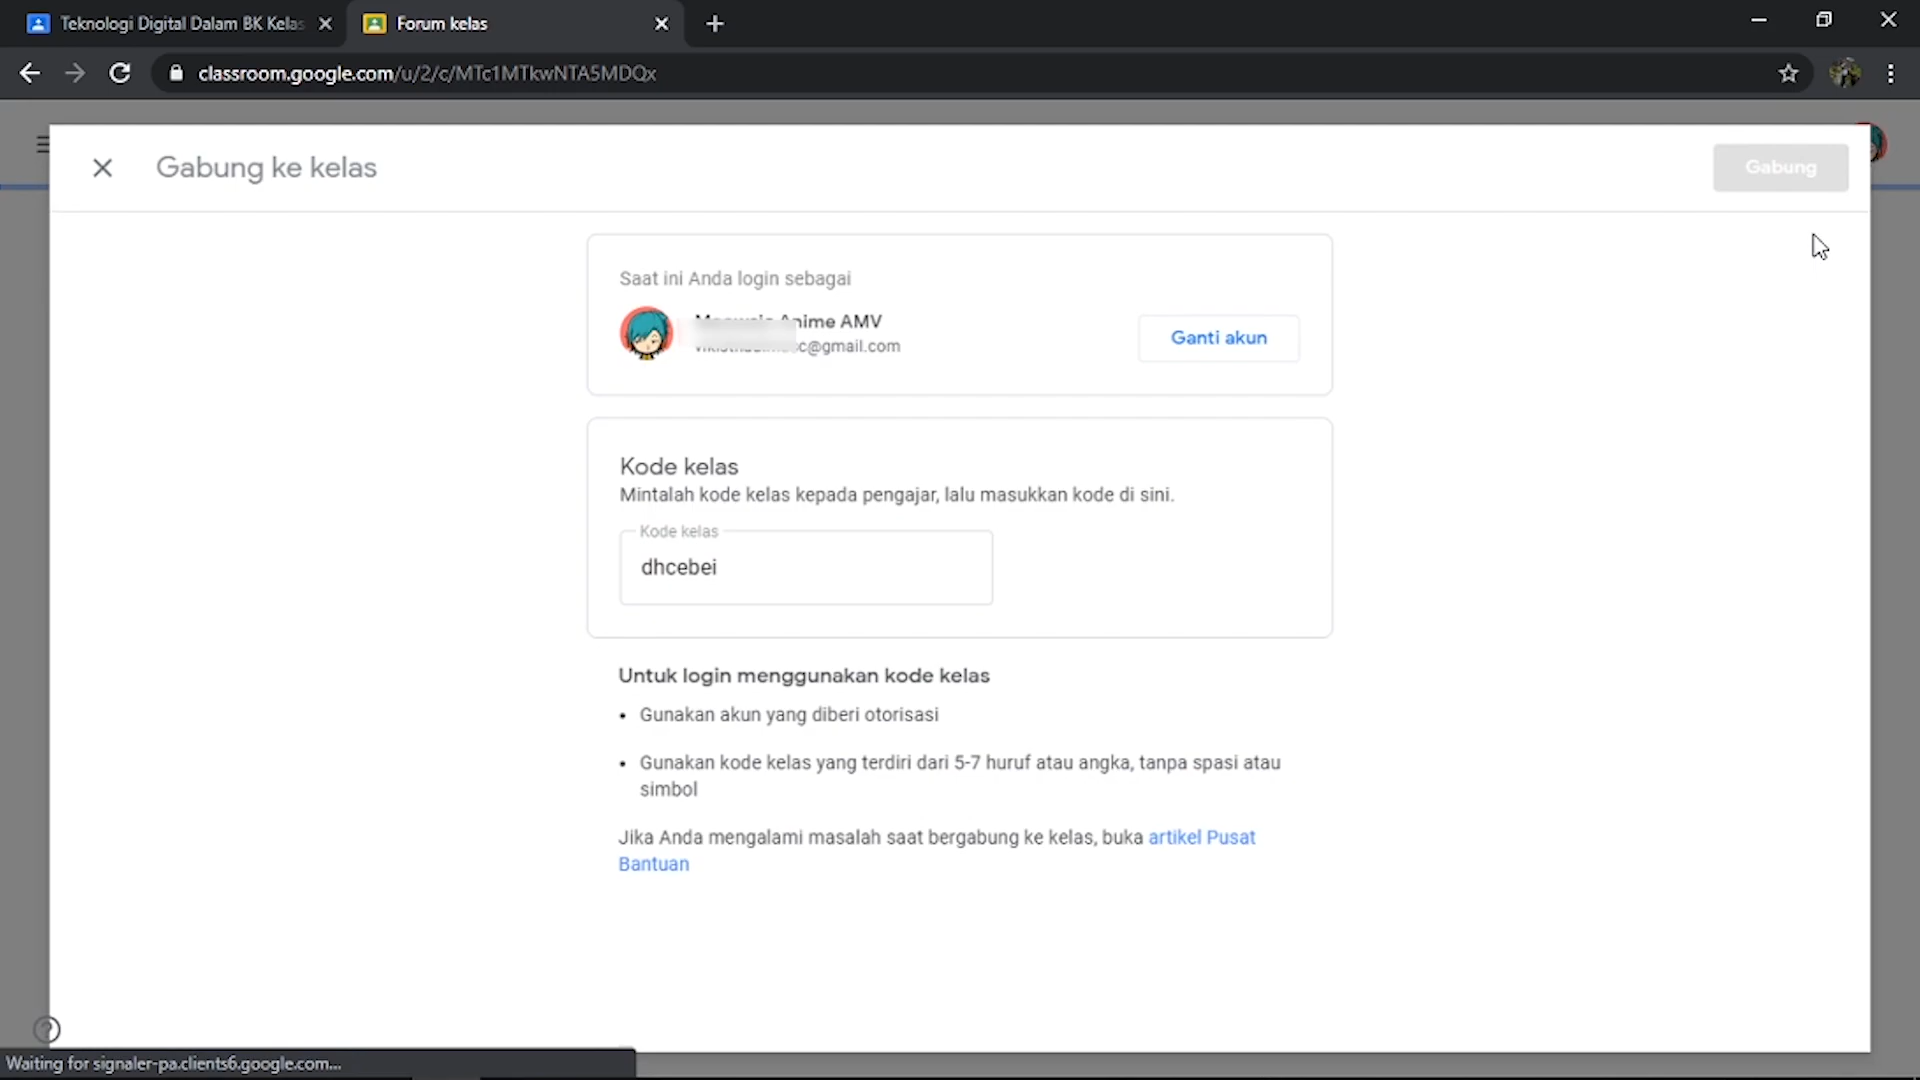 Teknologi Digital Dalam BK Kelas
Forum kelas
classroom.google.com/u/2/c/MTc1MTkwNTA5MDQx
Gabung ke kelas
Gabung
Saat ini Anda login sebagai
Anime AMV
c@gmail.com
Ganti akun
Kode kelas
Mintalah kode kelas kepada pengajar, lalu masukkan kode di sini.
Kode kelas
dhcebei
Untuk login menggunakan kode kelas
• Gunakan akun yang diberi otorisasi
• Gunakan kode kelas yang terdiri dari 5-7 huruf atau angka, tanpa spasi atau
simbol
Jika Anda mengalami masalah saat bergabung ke kelas, buka artikel Pusat
Bantuan
Waiting for signaler-pa.clients6.google.com...